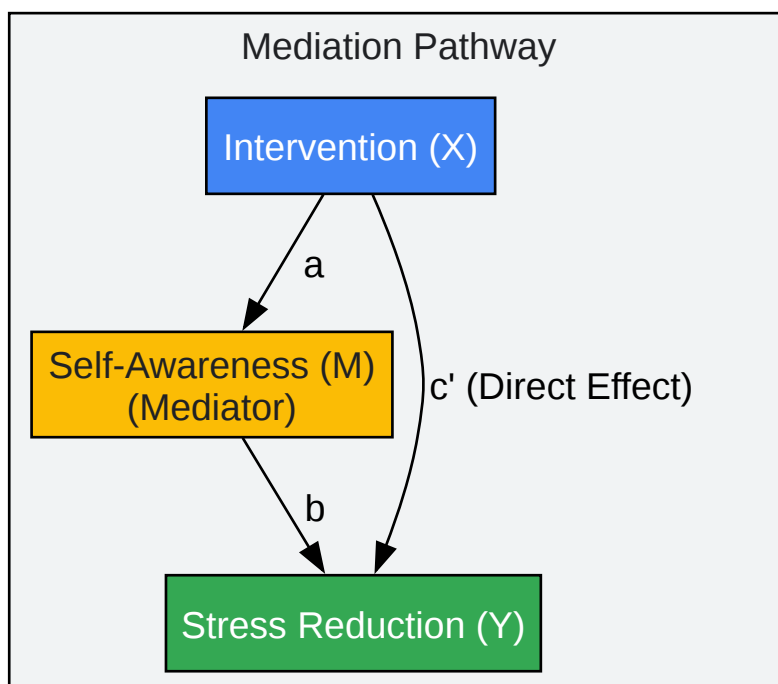 Mediation Pathway
Intervention (X)
a
Self-Awareness (M)
(Mediator)
c' (Direct Effect)
b
Stress Reduction (Y)